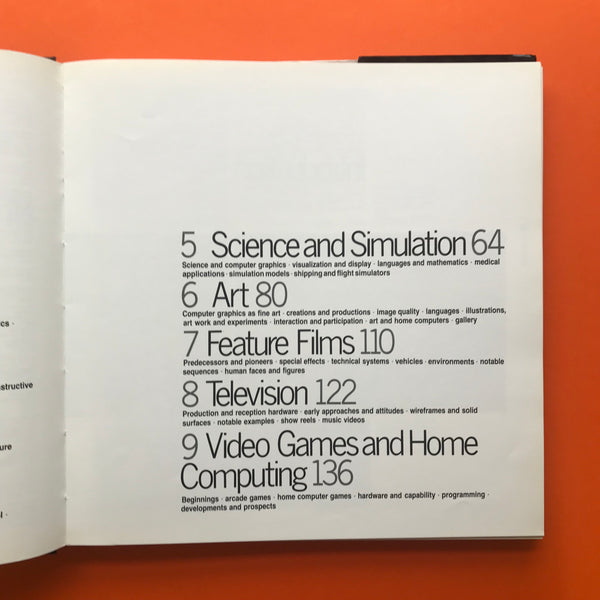 cs ·
structive
ure
l ·
5 Science and Simulation 64
Science and computer graphics · visualization and display · languages and mathematics · medical
applications · simulation models · shipping and flight simulators
6 Art 80
Computer graphics as fine art · creations and productions · image quality · languages · illustrations,
art work and experiments · interaction and participation · art and home computers · gallery
7 Feature Films 110
Predecessors and pioneers · special effects · technical systems · vehicles · environments · notable
sequences · human faces and figures
8 Television 122
Production and reception hardware · early approaches and attitudes · wireframes and solid
surfaces · notable examples · show reels · music videos
9 Video Games and Home
Computing 136
Beginnings · arcade games · home computer games · hardware and capability · programming ·
developments and prospects